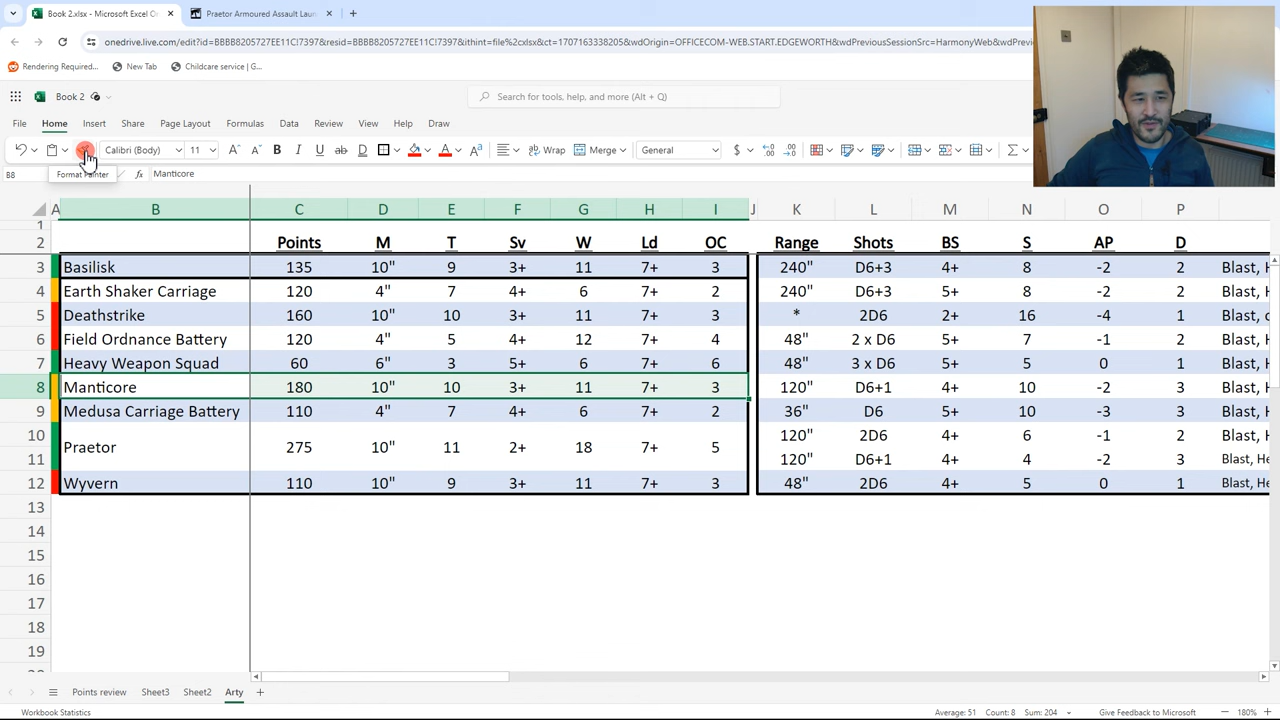 Book 2.xlsx - Microsoft Excel On
Praetor Armoured Assault Laun
onedrive.live.com/edit?id=BBBB8205727EE11C!7397&resid=BBBB8205727EE11C!7397&ithint=file%2cxlsx&ct=1707163338205&wdOrigin=OFFICECOM-WEB.START.EDGEWORTH&wdPreviousSessionSrc=HarmonyWeb&wdPrevious
Rendering Required... New Tab Childcare service | G...
Book 2 Search for tools, help, and more (Alt + Q)
File Home Insert Share Page Layout Formulas Data Review View Help Draw
Calibri (Body) 11 B I U ab D A Wrap Merge General $
B8 Format Painter fx Manticore
A B C D E F G H I J K L M N O P
1
2 Points M T Sv W Ld OC Range Shots BS S AP D
3 Basilisk 135 10" 9 3+ 11 7+ 3 240" D6+3 4+ 8 -2 2 Blast, H
4 Earth Shaker Carriage 120 4" 7 4+ 6 7+ 2 240" D6+3 5+ 8 -2 2 Blast, H
5 Deathstrike 160 10" 10 3+ 11 7+ 3 * 2D6 2+ 16 -4 1 Blast, o
6 Field Ordnance Battery 120 4" 5 4+ 12 7+ 4 48" 2 x D6 5+ 7 -1 2 Blast, H
7 Heavy Weapon Squad 60 6" 3 5+ 6 7+ 6 48" 3 x D6 5+ 5 0 1 Blast, H
8 Manticore 180 10" 10 3+ 11 7+ 3 120" D6+1 4+ 10 -2 3 Blast, H
9 Medusa Carriage Battery 110 4" 7 4+ 6 7+ 2 36" D6 5+ 10 -3 3 Blast, H
10 120" 2D6 4+ 6 -1 2 Blast, H
Praetor 275 10" 11 2+ 18 7+ 5
11 120" D6+1 4+ 4 -2 3 Blast, He
12 Wyvern 110 10" 9 3+ 11 7+ 3 48" 2D6 4+ 5 0 1 Blast, He
13
14
15
16
17
18
19
Points review Sheet3 Sheet2 Arty
Workbook Statistics Average: 51 Count: 8 Sum: 204 Give Feedback to Microsoft 180%